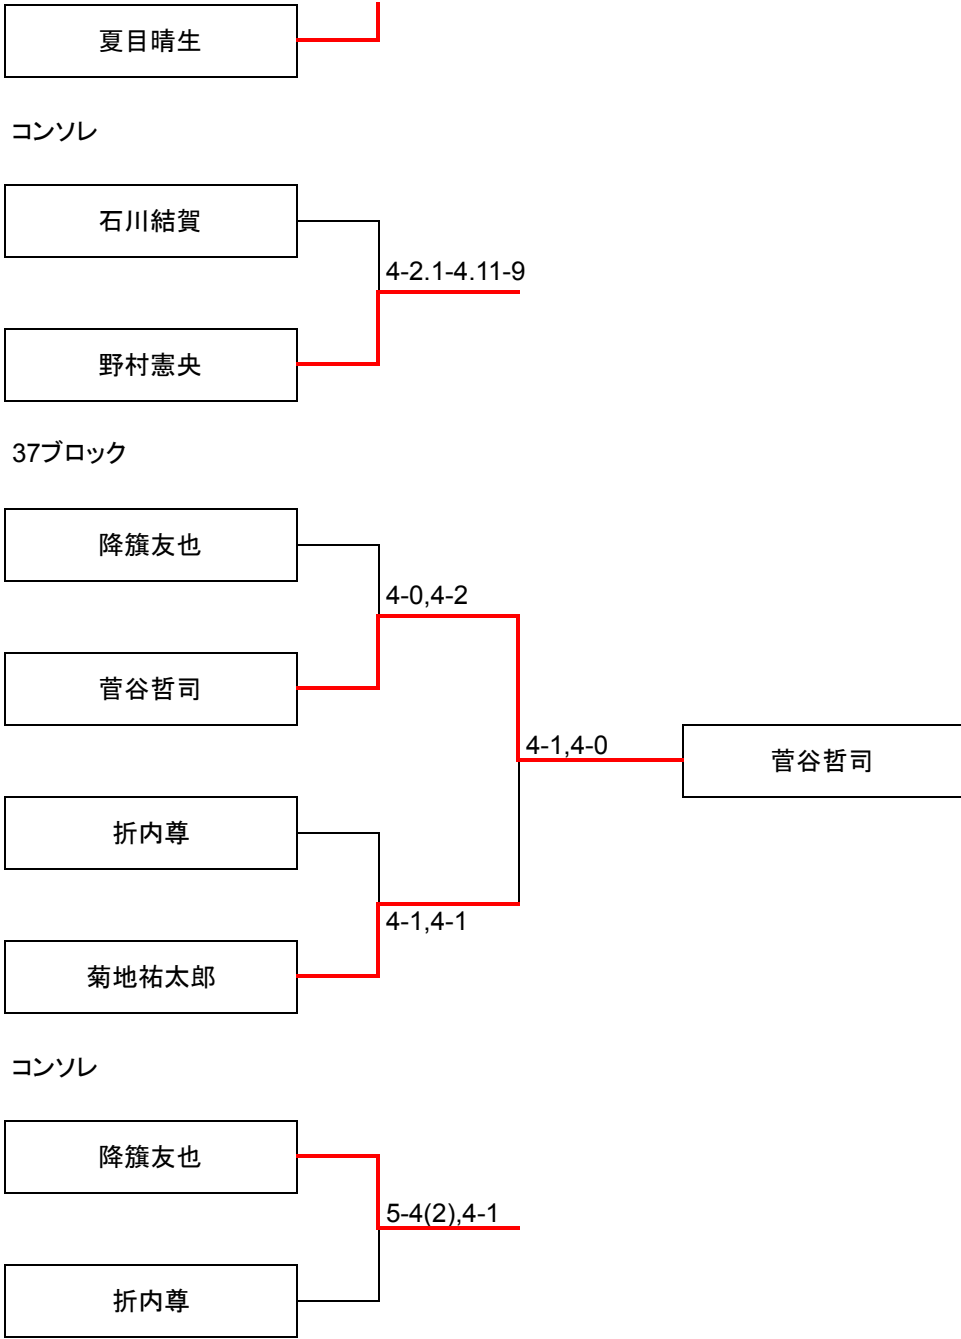 夏目晴生
コンソレ
石川結賀
4-2.1-4.11-9
野村憲央
37ブロック
降籏友也
4-0,4-2
菅谷哲司
4-1,4-0
菅谷哲司
折内尊
4-1,4-1
菊地祐太郎
コンソレ
降籏友也
5-4(2),4-1
折内尊